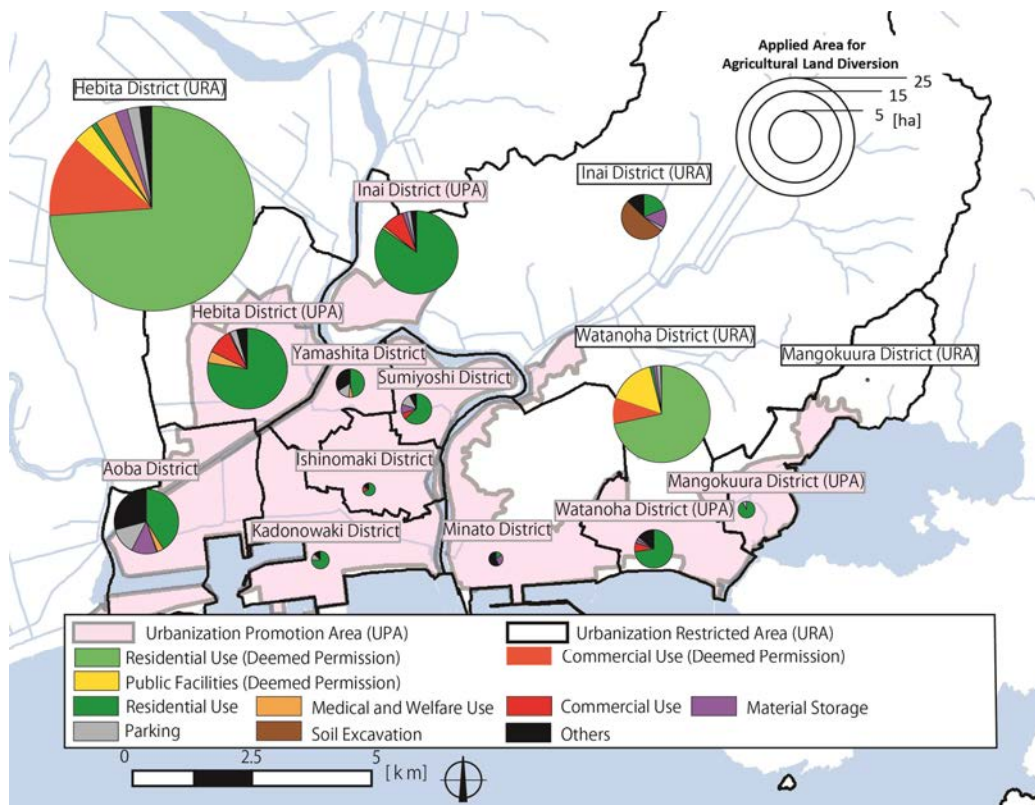 Applied Area for
Agricultural Land Diversion
25
15
5 [ha]
Hebita District (URA)
Inai District (UPA)
Inai District (URA)
Hebita District (UPA)
Watanoha District (URA)
Mangokuura District (URA)
Yamashita District
Sumiyoshi District
Aoba District
Ishinomaki District
Mangokuura District (UPA)
Kadonowaki District
Minato District
Watanoha District (UPA)
Urbanization Promotion Area (UPA)
Urbanization Restricted Area (URA)
Residential Use (Deemed Permission)
Commercial Use (Deemed Permission)
Public Facilities (Deemed Permission)
Residential Use
Medical and Welfare Use
Commercial Use
Material Storage
Parking
Soil Excavation
Others
0 2.5 5
[km]